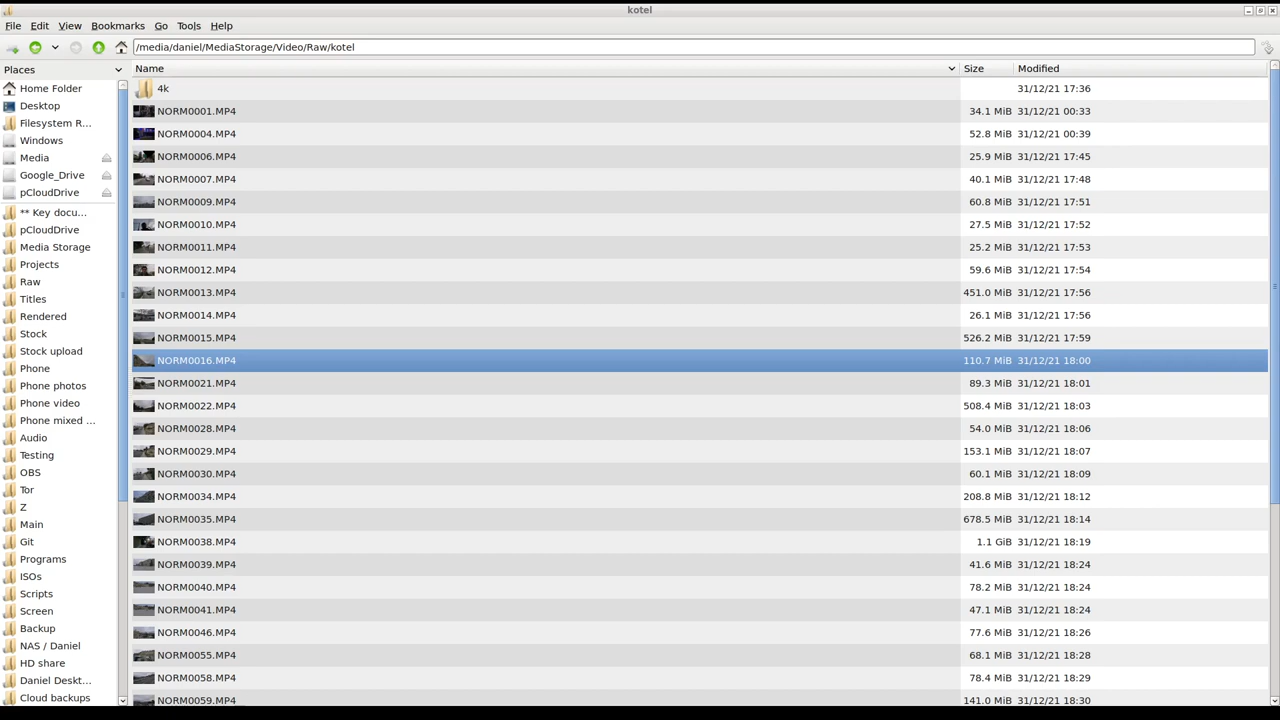 kotel
File Edit View Bookmarks Go Tools Help
/media/daniel/MediaStorage/Video/Raw/kotel
Places
Home Folder
Desktop
Filesystem R...
Windows
Media
Google_Drive
pCloudDrive
** Key docu...
pCloudDrive
Media Storage
Projects
Raw
Titles
Rendered
Stock
Stock upload
Phone
Phone photos
Phone video
Phone mixed ...
Audio
Testing
OBS
Tor
Z
Main
Git
Programs
ISOs
Scripts
Screen
Backup
NAS / Daniel
HD share
Daniel Deskt...
Cloud backups
Name Size Modified
4k 31/12/21 17:36
NORM0001.MP4 34.1 MiB 31/12/21 00:33
NORM0004.MP4 52.8 MiB 31/12/21 00:39
NORM0006.MP4 25.9 MiB 31/12/21 17:45
NORM0007.MP4 40.1 MiB 31/12/21 17:48
NORM0009.MP4 60.8 MiB 31/12/21 17:51
NORM0010.MP4 27.5 MiB 31/12/21 17:52
NORM0011.MP4 25.2 MiB 31/12/21 17:53
NORM0012.MP4 59.6 MiB 31/12/21 17:54
NORM0013.MP4 451.0 MiB 31/12/21 17:56
NORM0014.MP4 26.1 MiB 31/12/21 17:56
NORM0015.MP4 526.2 MiB 31/12/21 17:59
NORM0016.MP4 110.7 MiB 31/12/21 18:00
NORM0021.MP4 89.3 MiB 31/12/21 18:01
NORM0022.MP4 508.4 MiB 31/12/21 18:03
NORM0028.MP4 54.0 MiB 31/12/21 18:06
NORM0029.MP4 153.1 MiB 31/12/21 18:07
NORM0030.MP4 60.1 MiB 31/12/21 18:09
NORM0034.MP4 208.8 MiB 31/12/21 18:12
NORM0035.MP4 678.5 MiB 31/12/21 18:14
NORM0038.MP4 1.1 GiB 31/12/21 18:19
NORM0039.MP4 41.6 MiB 31/12/21 18:24
NORM0040.MP4 78.2 MiB 31/12/21 18:24
NORM0041.MP4 47.1 MiB 31/12/21 18:24
NORM0046.MP4 77.6 MiB 31/12/21 18:26
NORM0055.MP4 68.1 MiB 31/12/21 18:28
NORM0058.MP4 78.4 MiB 31/12/21 18:29
NORM0059.MP4 141.0 MiB 31/12/21 18:30